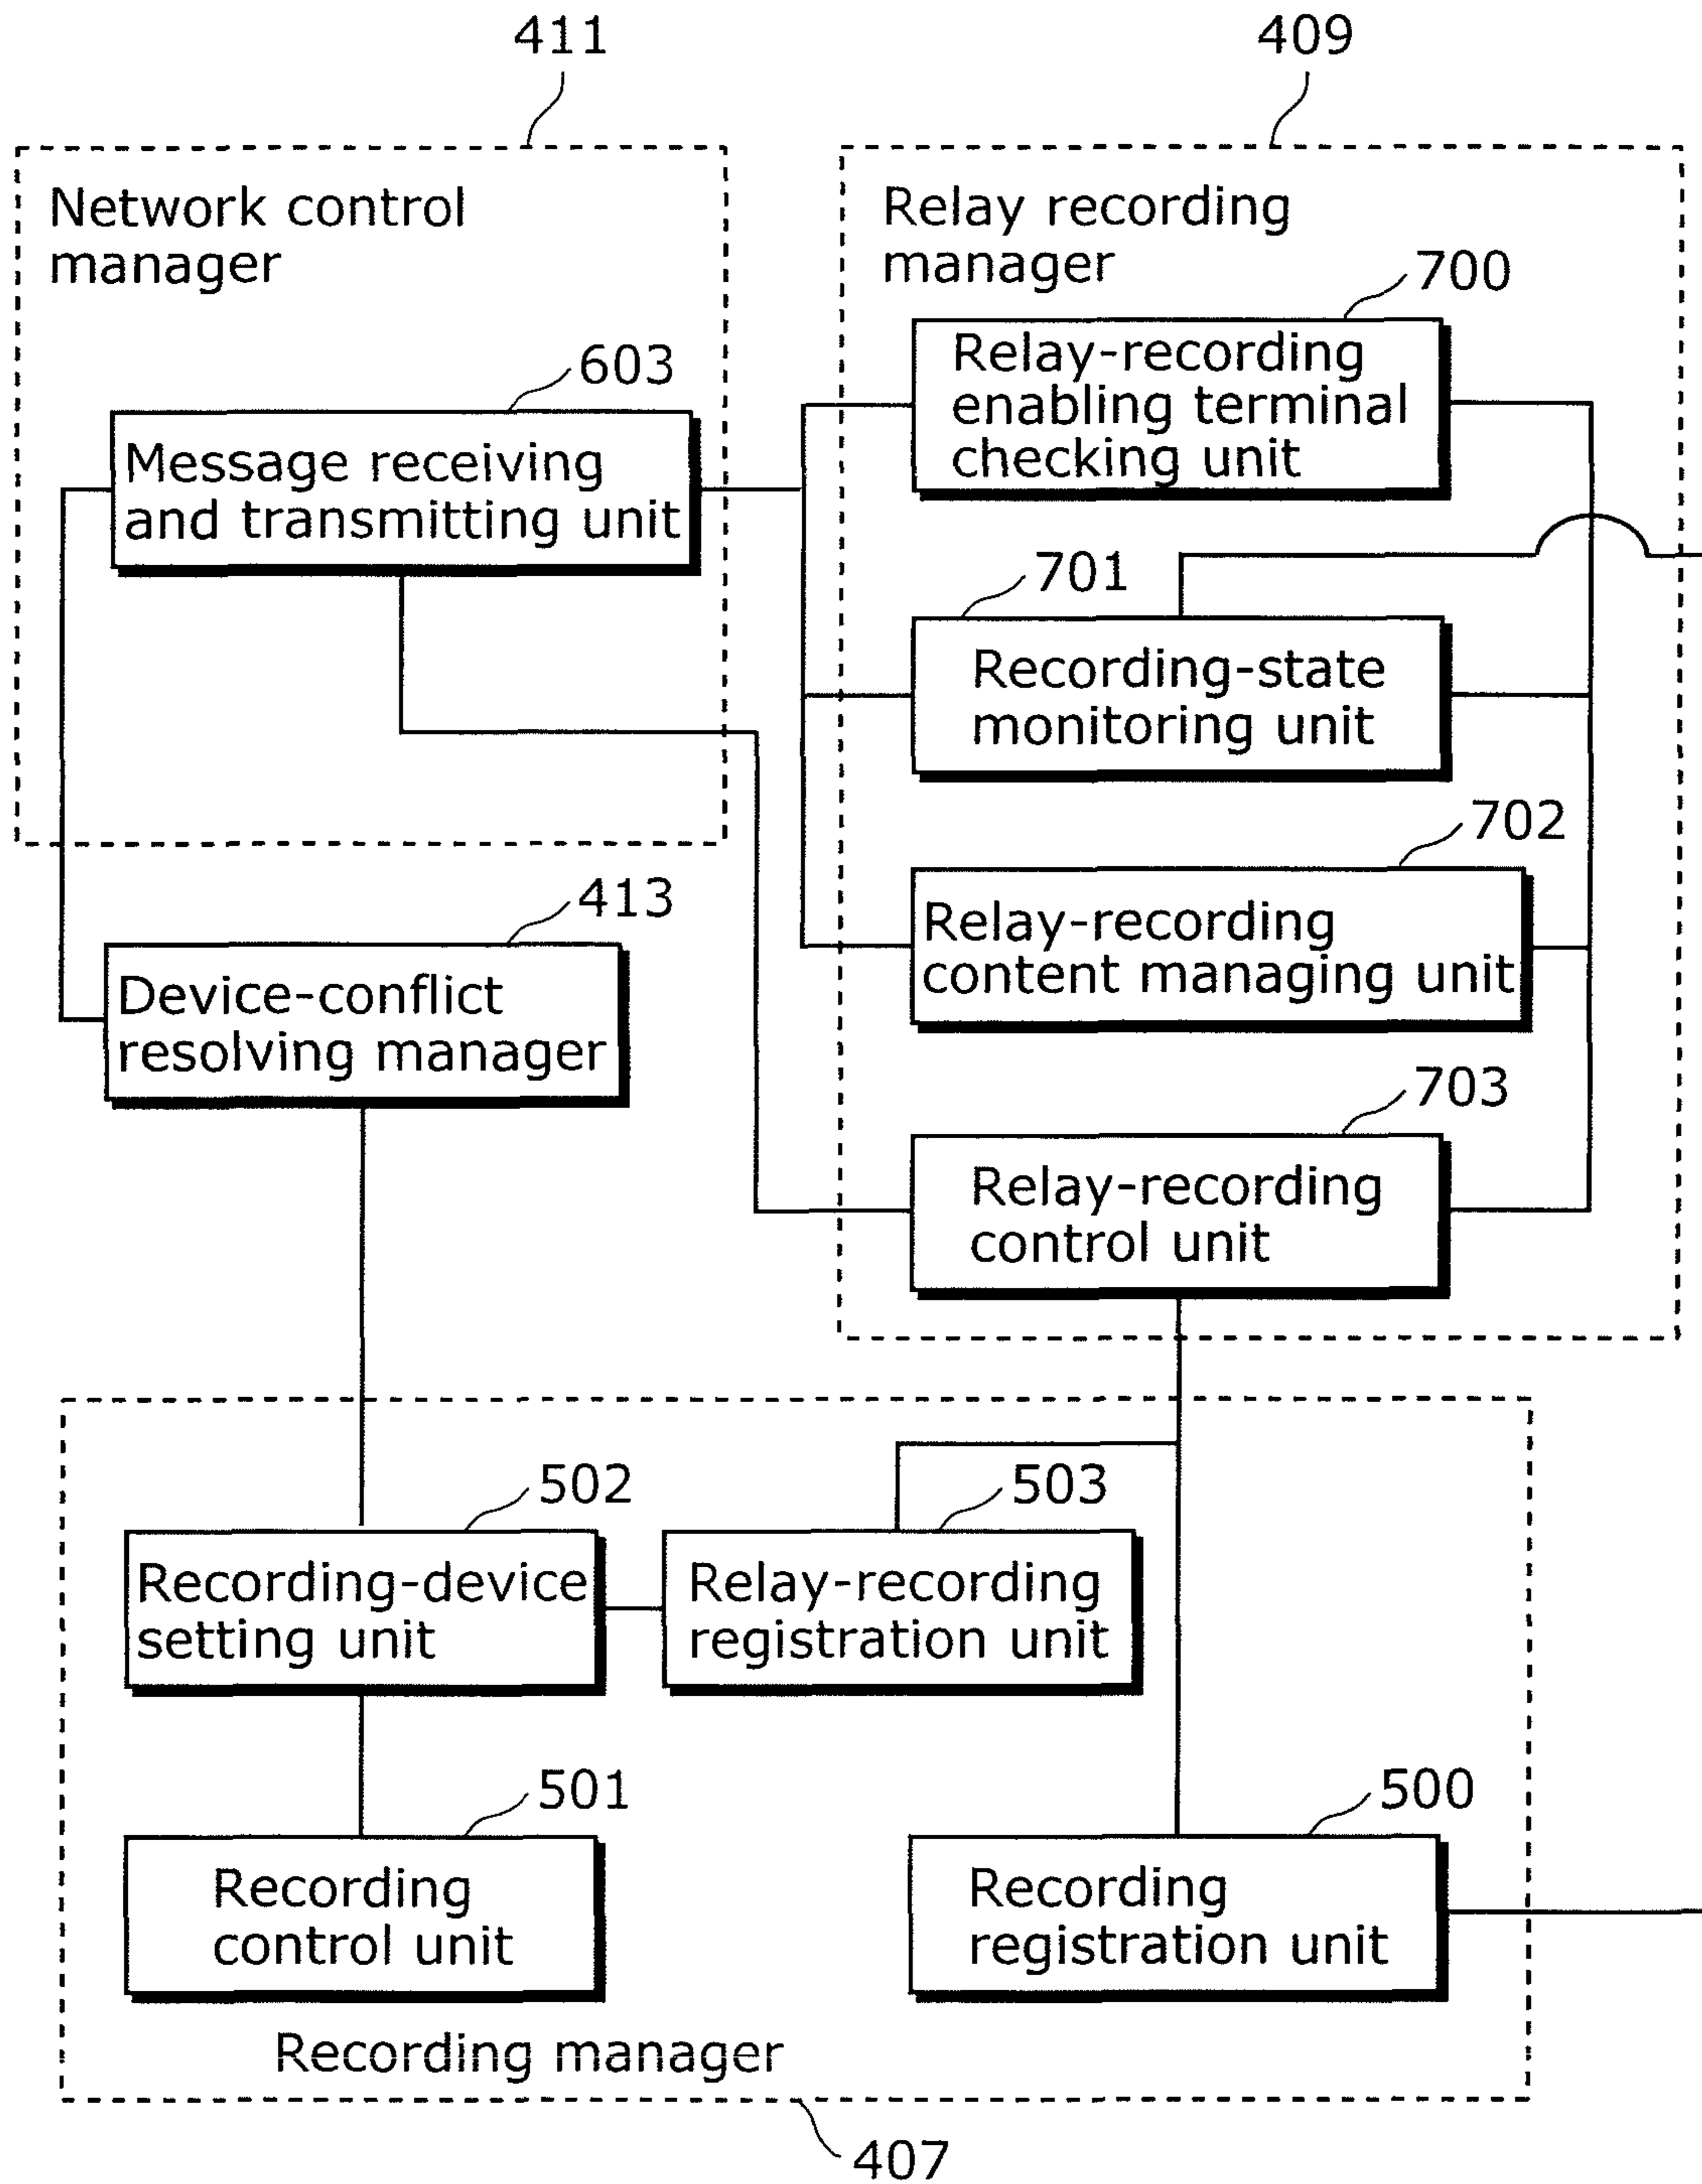 411
409
Network control
manager
Relay recording
manager
700
603
Relay-recording
enabling terminal
checking unit
Message receiving
and transmitting unit
701
Recording-state
monitoring unit
702
413
Relay-recording
content managing unit
Device-conflict
resolving manager
703
Relay-recording
control unit
502
503
Recording-device
setting unit
Relay-recording
registration unit
501
500
Recording
control unit
Recording
registration unit
Recording manager
407